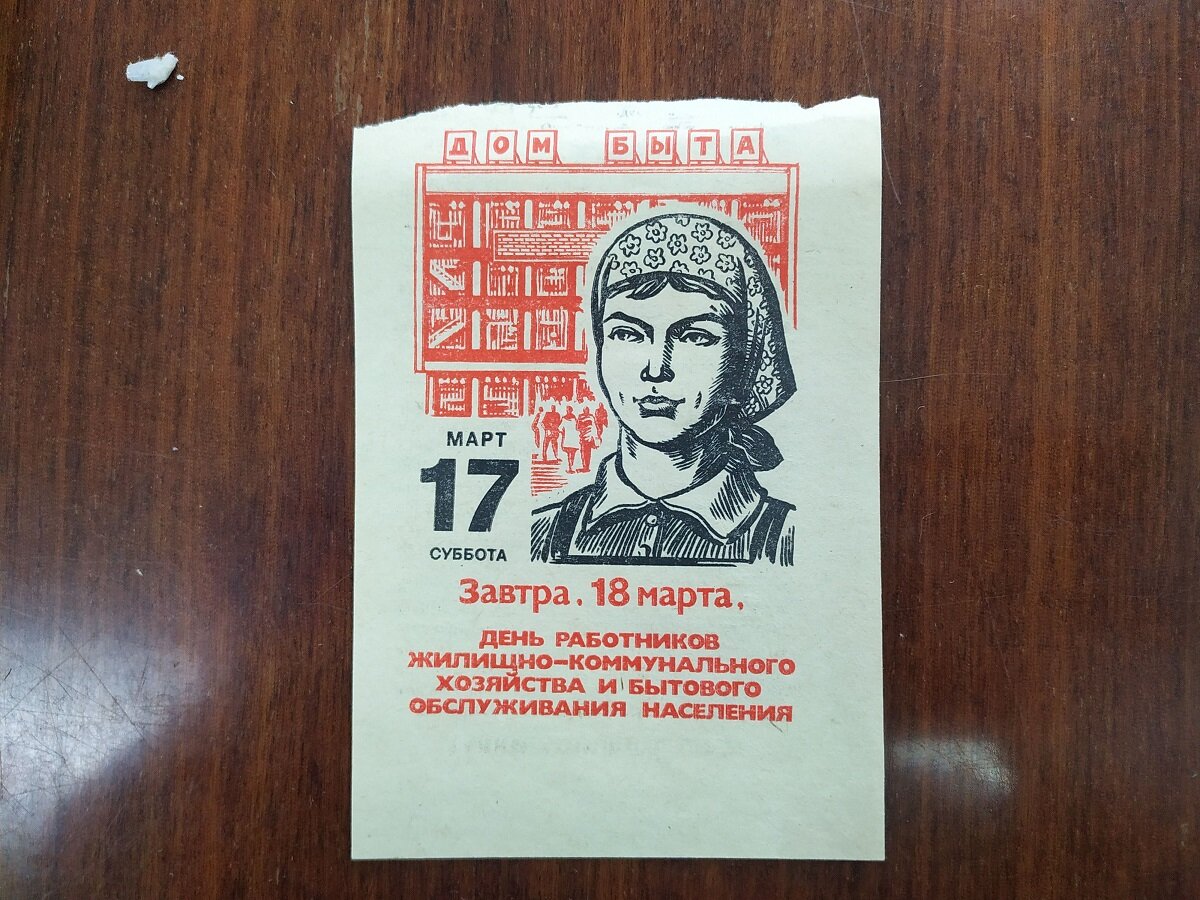 ДОМ БЫТА
МАРТ
17
СУББОТА
Завтра, 18 марта,
ДЕНЬ РАБОТНИКОВ
ЖИЛИЩНО-КОММУНАЛЬНОГО
ХОЗЯЙСТВА И БЫТОВОГО
ОБСЛУЖИВАНИЯ НАСЕЛЕНИЯ